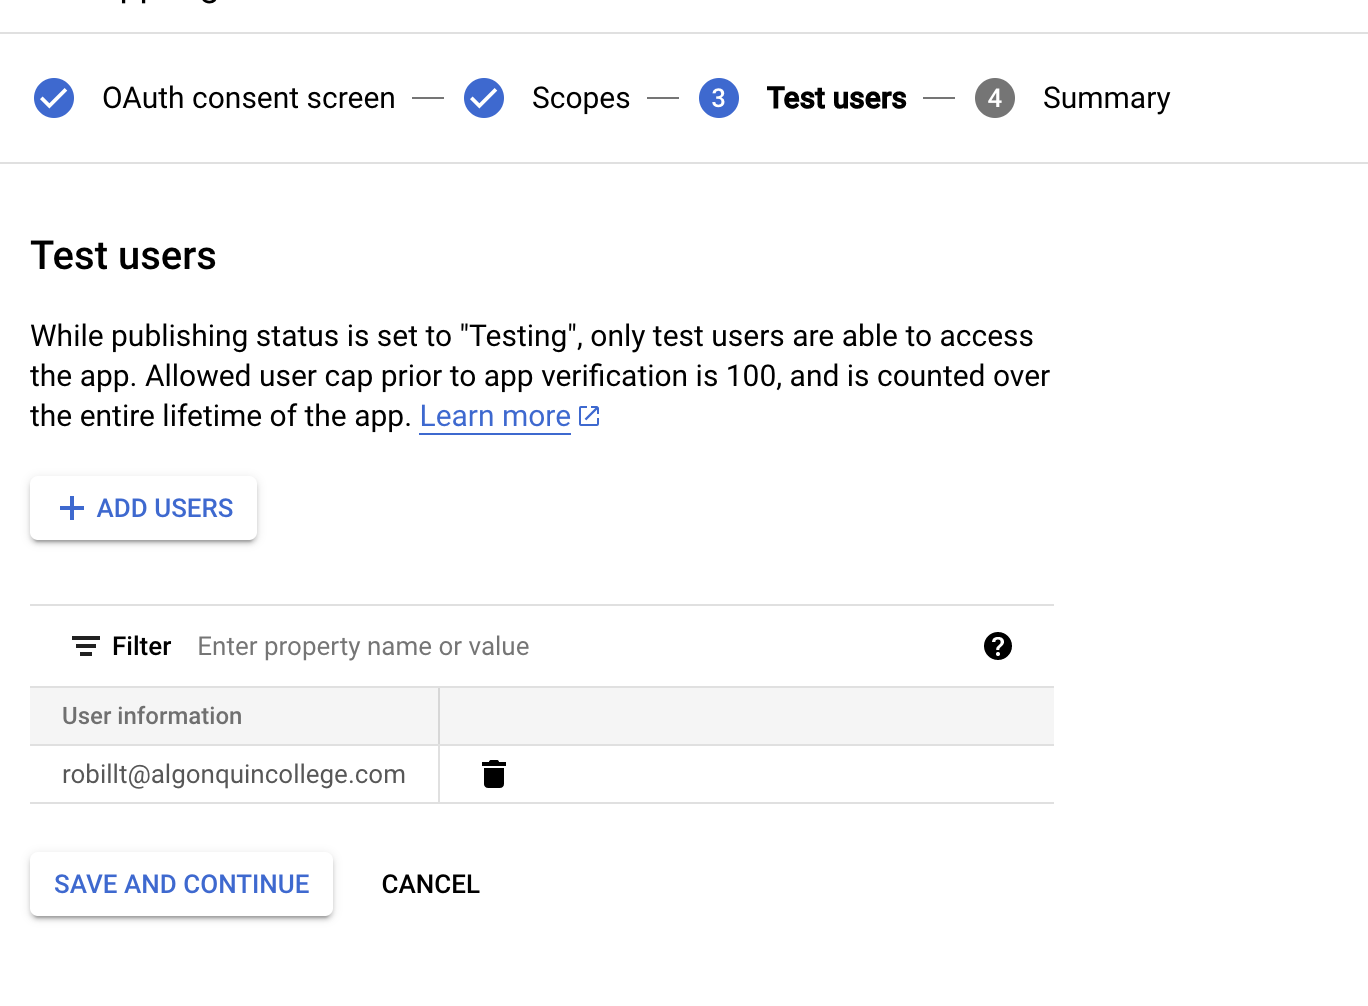 OAuth consent screen — Scopes — 3 Test users — 4 Summary
Test users
While publishing status is set to "Testing", only test users are able to access
the app. Allowed user cap prior to app verification is 100, and is counted over
the entire lifetime of the app. Learn more
+ ADD USERS
Filter Enter property name or value ?
User information
robillt@algonquincollege.com
SAVE AND CONTINUE CANCEL